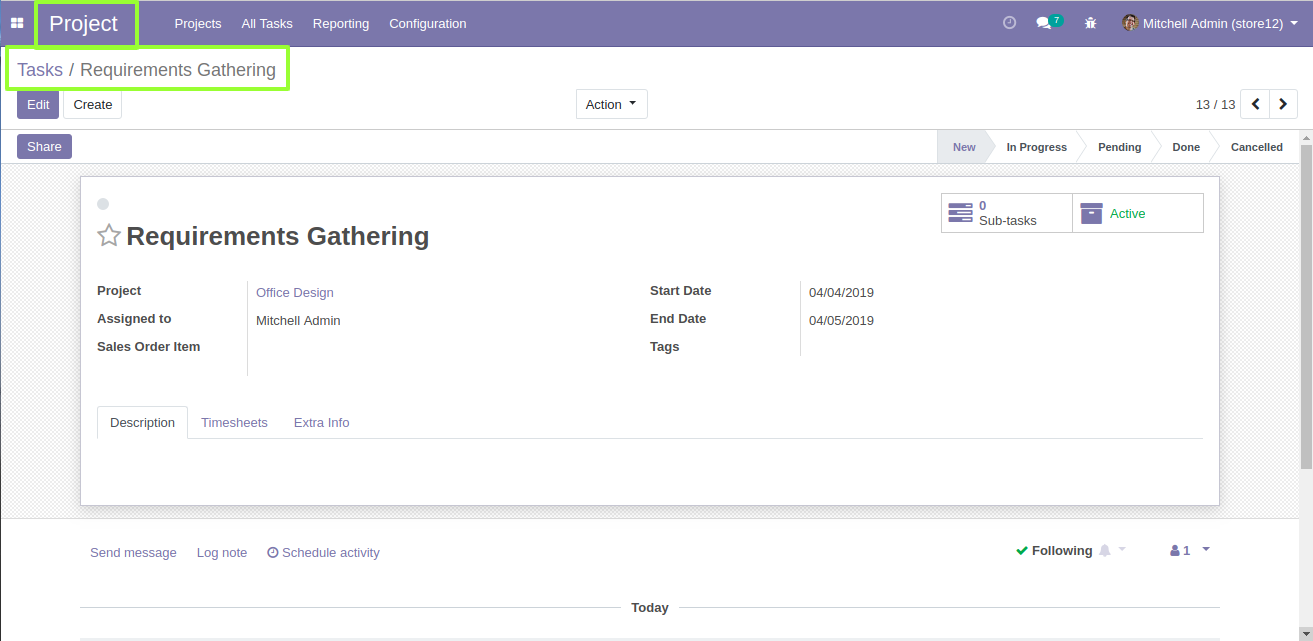 Project Projects All Tasks Reporting Configuration 7 Mitchell Admin (store12)
Tasks / Requirements Gathering
Edit Create Action 13 / 13
Share New In Progress Pending Done Cancelled
0
Sub-tasks Active
Requirements Gathering
Project Office Design Start Date 04/04/2019
Assigned to Mitchell Admin End Date 04/05/2019
Sales Order Item Tags
Description Timesheets Extra Info
Send message Log note Schedule activity Following 1
Today